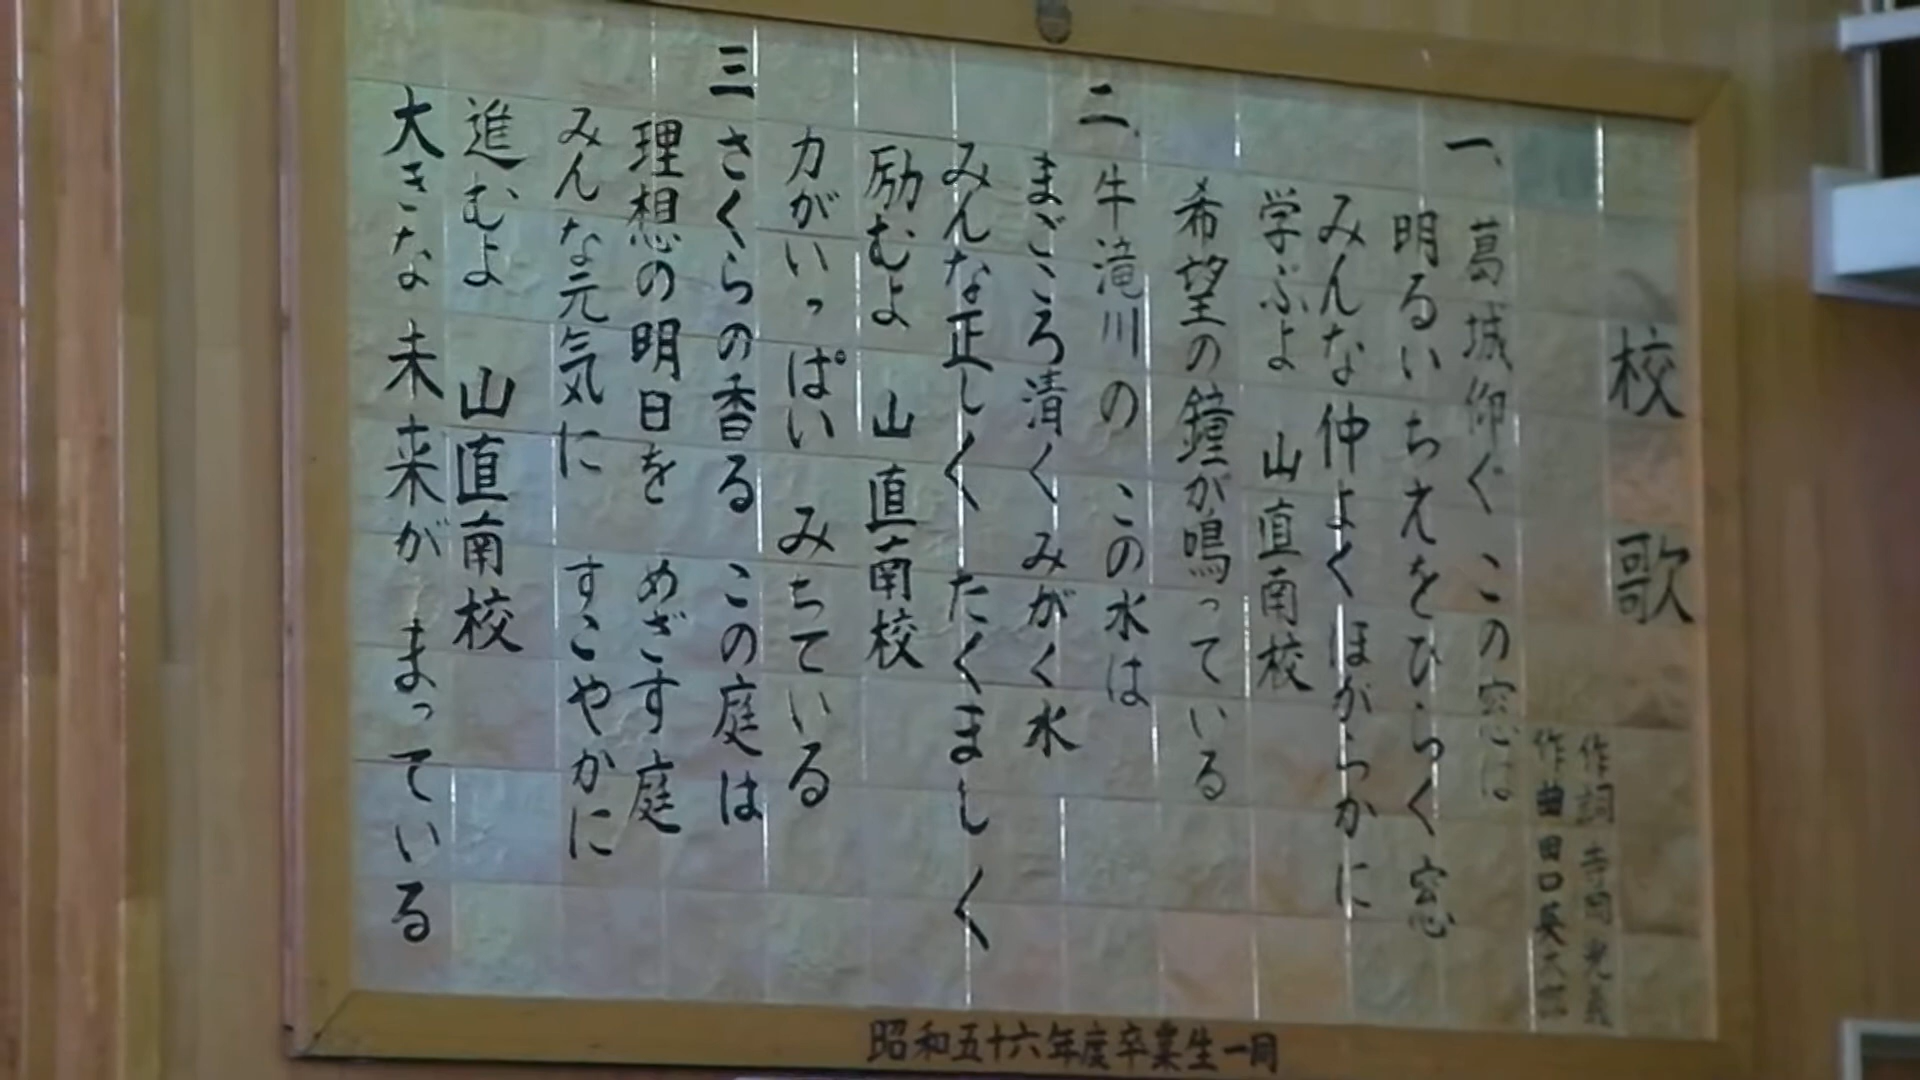 校歌
作詞 寺岡光義
作曲 田口英太郎
一、葛城仰ぐ この窓は
明るいちえをひらく窓
みんな仲よくほがらかに
学ぶよ 山直南校
希望の鐘が鳴っている
二、牛滝川の この水は
まごころ清く みがく水
みんな正しく たくましく
励むよ 山直南校
力がいっぱい みちている
三 さくらの香る この庭は
理想の明日を めざす庭
みんな元気に すこやかに
進むよ 山直南校
大きな未来が まっている
昭和五十六年度卒業生一同